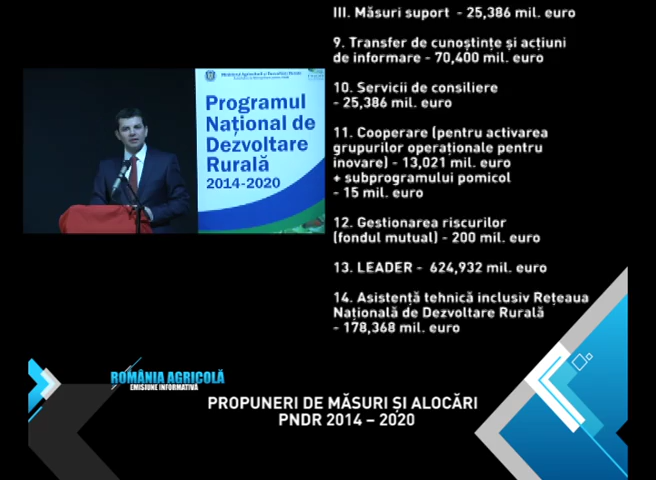 III. Măsuri suport - 25,386 mil. euro
9. Transfer de cunoștințe și acțiuni
de informare - 70,400 mil. euro
10. Servicii de consiliere
- 25,386 mil. euro
11. Cooperare (pentru activarea
grupurilor operaționale pentru
inovare) - 13,021 mil. euro
+ subprogramului pomicol
- 15 mil. euro
12. Gestionarea riscurilor
(fondul mutual) - 200 mil. euro
13. LEADER - 624,932 mil. euro
14. Asistență tehnică inclusiv Rețeaua
Națională de Dezvoltare Rurală
- 178,368 mil. euro
Programul
Național de
Dezvoltare
Rurală
2014-2020
ROMÂNIA AGRICOLĂ
EMISIUNE INFORMATIVĂ
PROPUNERI DE MĂSURI ȘI ALOCĂRI
PNDR 2014 – 2020